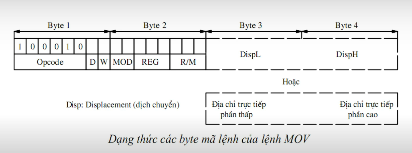 Byte 1 Byte 2 Byte 3 Byte 4
1 0 0 0 1 0 DispL DispH
Opcode D W MOD REG R/M
Hoặc
Disp: Displacement (dịch chuyển) Địa chỉ trực tiếp Địa chỉ trực tiếp
phần thấp phần cao
Dạng thức các byte mã lệnh của lệnh MOV